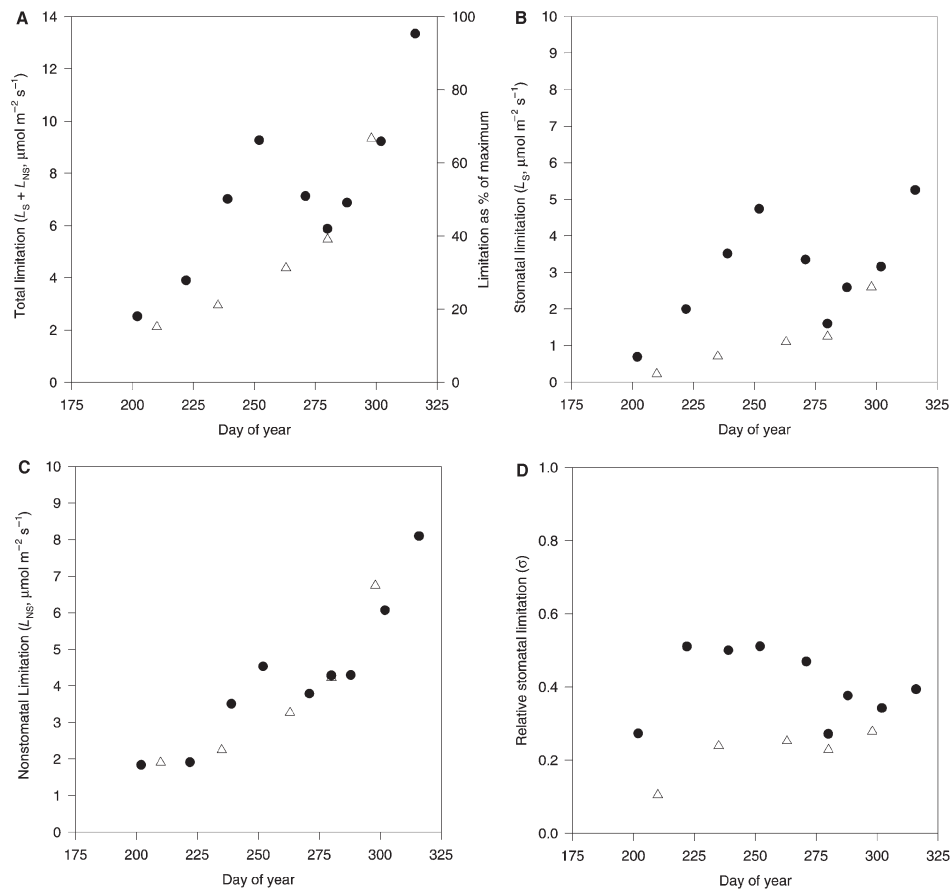 A
14
12
10
8
6
4
2
0
Total limitation (LS + LNS, μmol m−2 s−1)
100
80
60
40
20
0
Limitation as % of maximum
175 200 225 250 275 300 325
Day of year
B
10
9
8
7
6
5
4
3
2
1
0
Stomatal limitation (LS, μmol m−2 s−1)
175 200 225 250 275 300 325
Day of year
C
10
9
8
7
6
5
4
3
2
1
0
Nonstomatal Limitation (LNS, μmol m−2 s−1)
175 200 225 250 275 300 325
Day of year
D
1.0
0.8
0.6
0.4
0.2
0.0
Relative stomatal limitation (σ)
175 200 225 250 275 300 325
Day of year